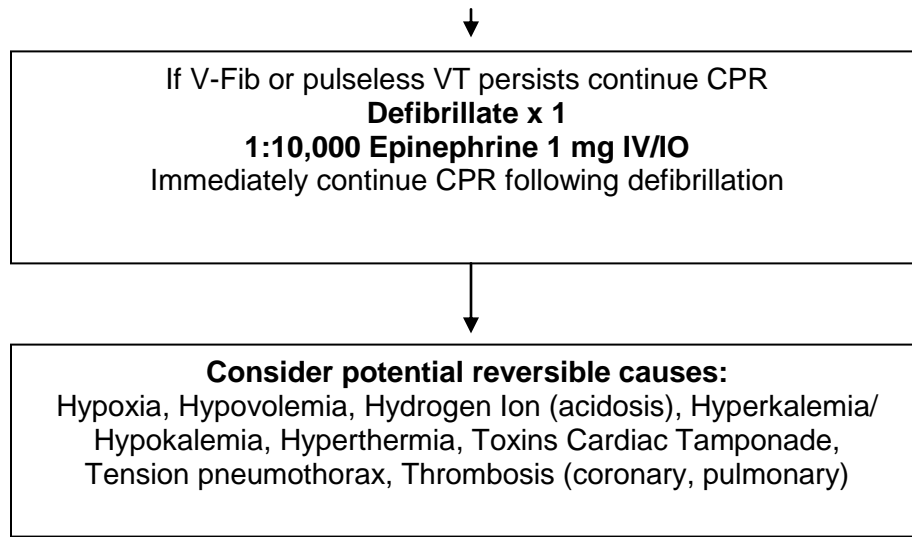 If V-Fib or pulseless VT persists continue CPR
Defibrillate x 1
1:10,000 Epinephrine 1 mg IV/IO
Immediately continue CPR following defibrillation
Consider potential reversible causes:
Hypoxia, Hypovolemia, Hydrogen Ion (acidosis), Hyperkalemia/
Hypokalemia, Hyperthermia, Toxins Cardiac Tamponade,
Tension pneumothorax, Thrombosis (coronary, pulmonary)